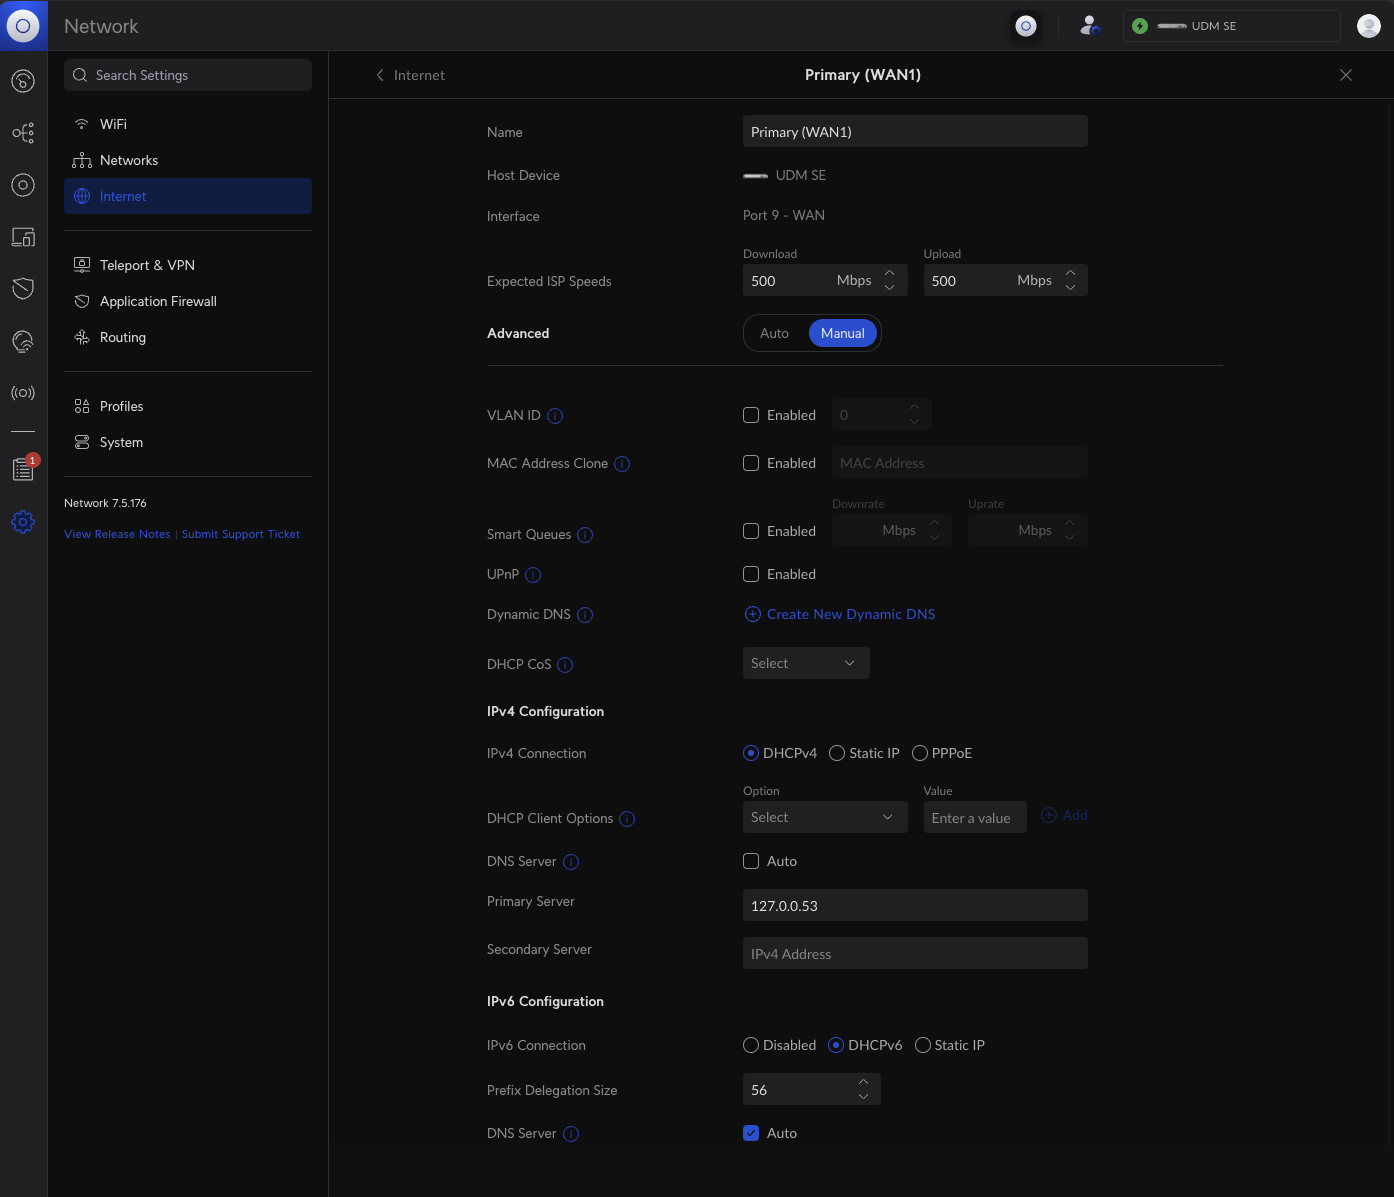 Network
UDM SE
Search Settings
WiFi
Networks
Internet
Teleport & VPN
Application Firewall
Routing
Profiles
System
1
Network 7.5.176
View Release Notes | Submit Support Ticket
Internet
Primary (WAN1)
Name
Primary (WAN1)
Host Device
UDM SE
Interface
Port 9 - WAN
Download
Upload
Expected ISP Speeds
500 Mbps
500 Mbps
Advanced
Auto
Manual
VLAN ID
Enabled
0
MAC Address Clone
Enabled
MAC Address
Downrate
Uprate
Smart Queues
Enabled
Mbps
Mbps
UPnP
Enabled
Dynamic DNS
Create New Dynamic DNS
DHCP CoS
Select
IPv4 Configuration
IPv4 Connection
DHCPv4
Static IP
PPPoE
Option
Value
DHCP Client Options
Select
Enter a value
Add
DNS Server
Auto
Primary Server
127.0.0.53
Secondary Server
IPv4 Address
IPv6 Configuration
IPv6 Connection
Disabled
DHCPv6
Static IP
Prefix Delegation Size
56
DNS Server
Auto